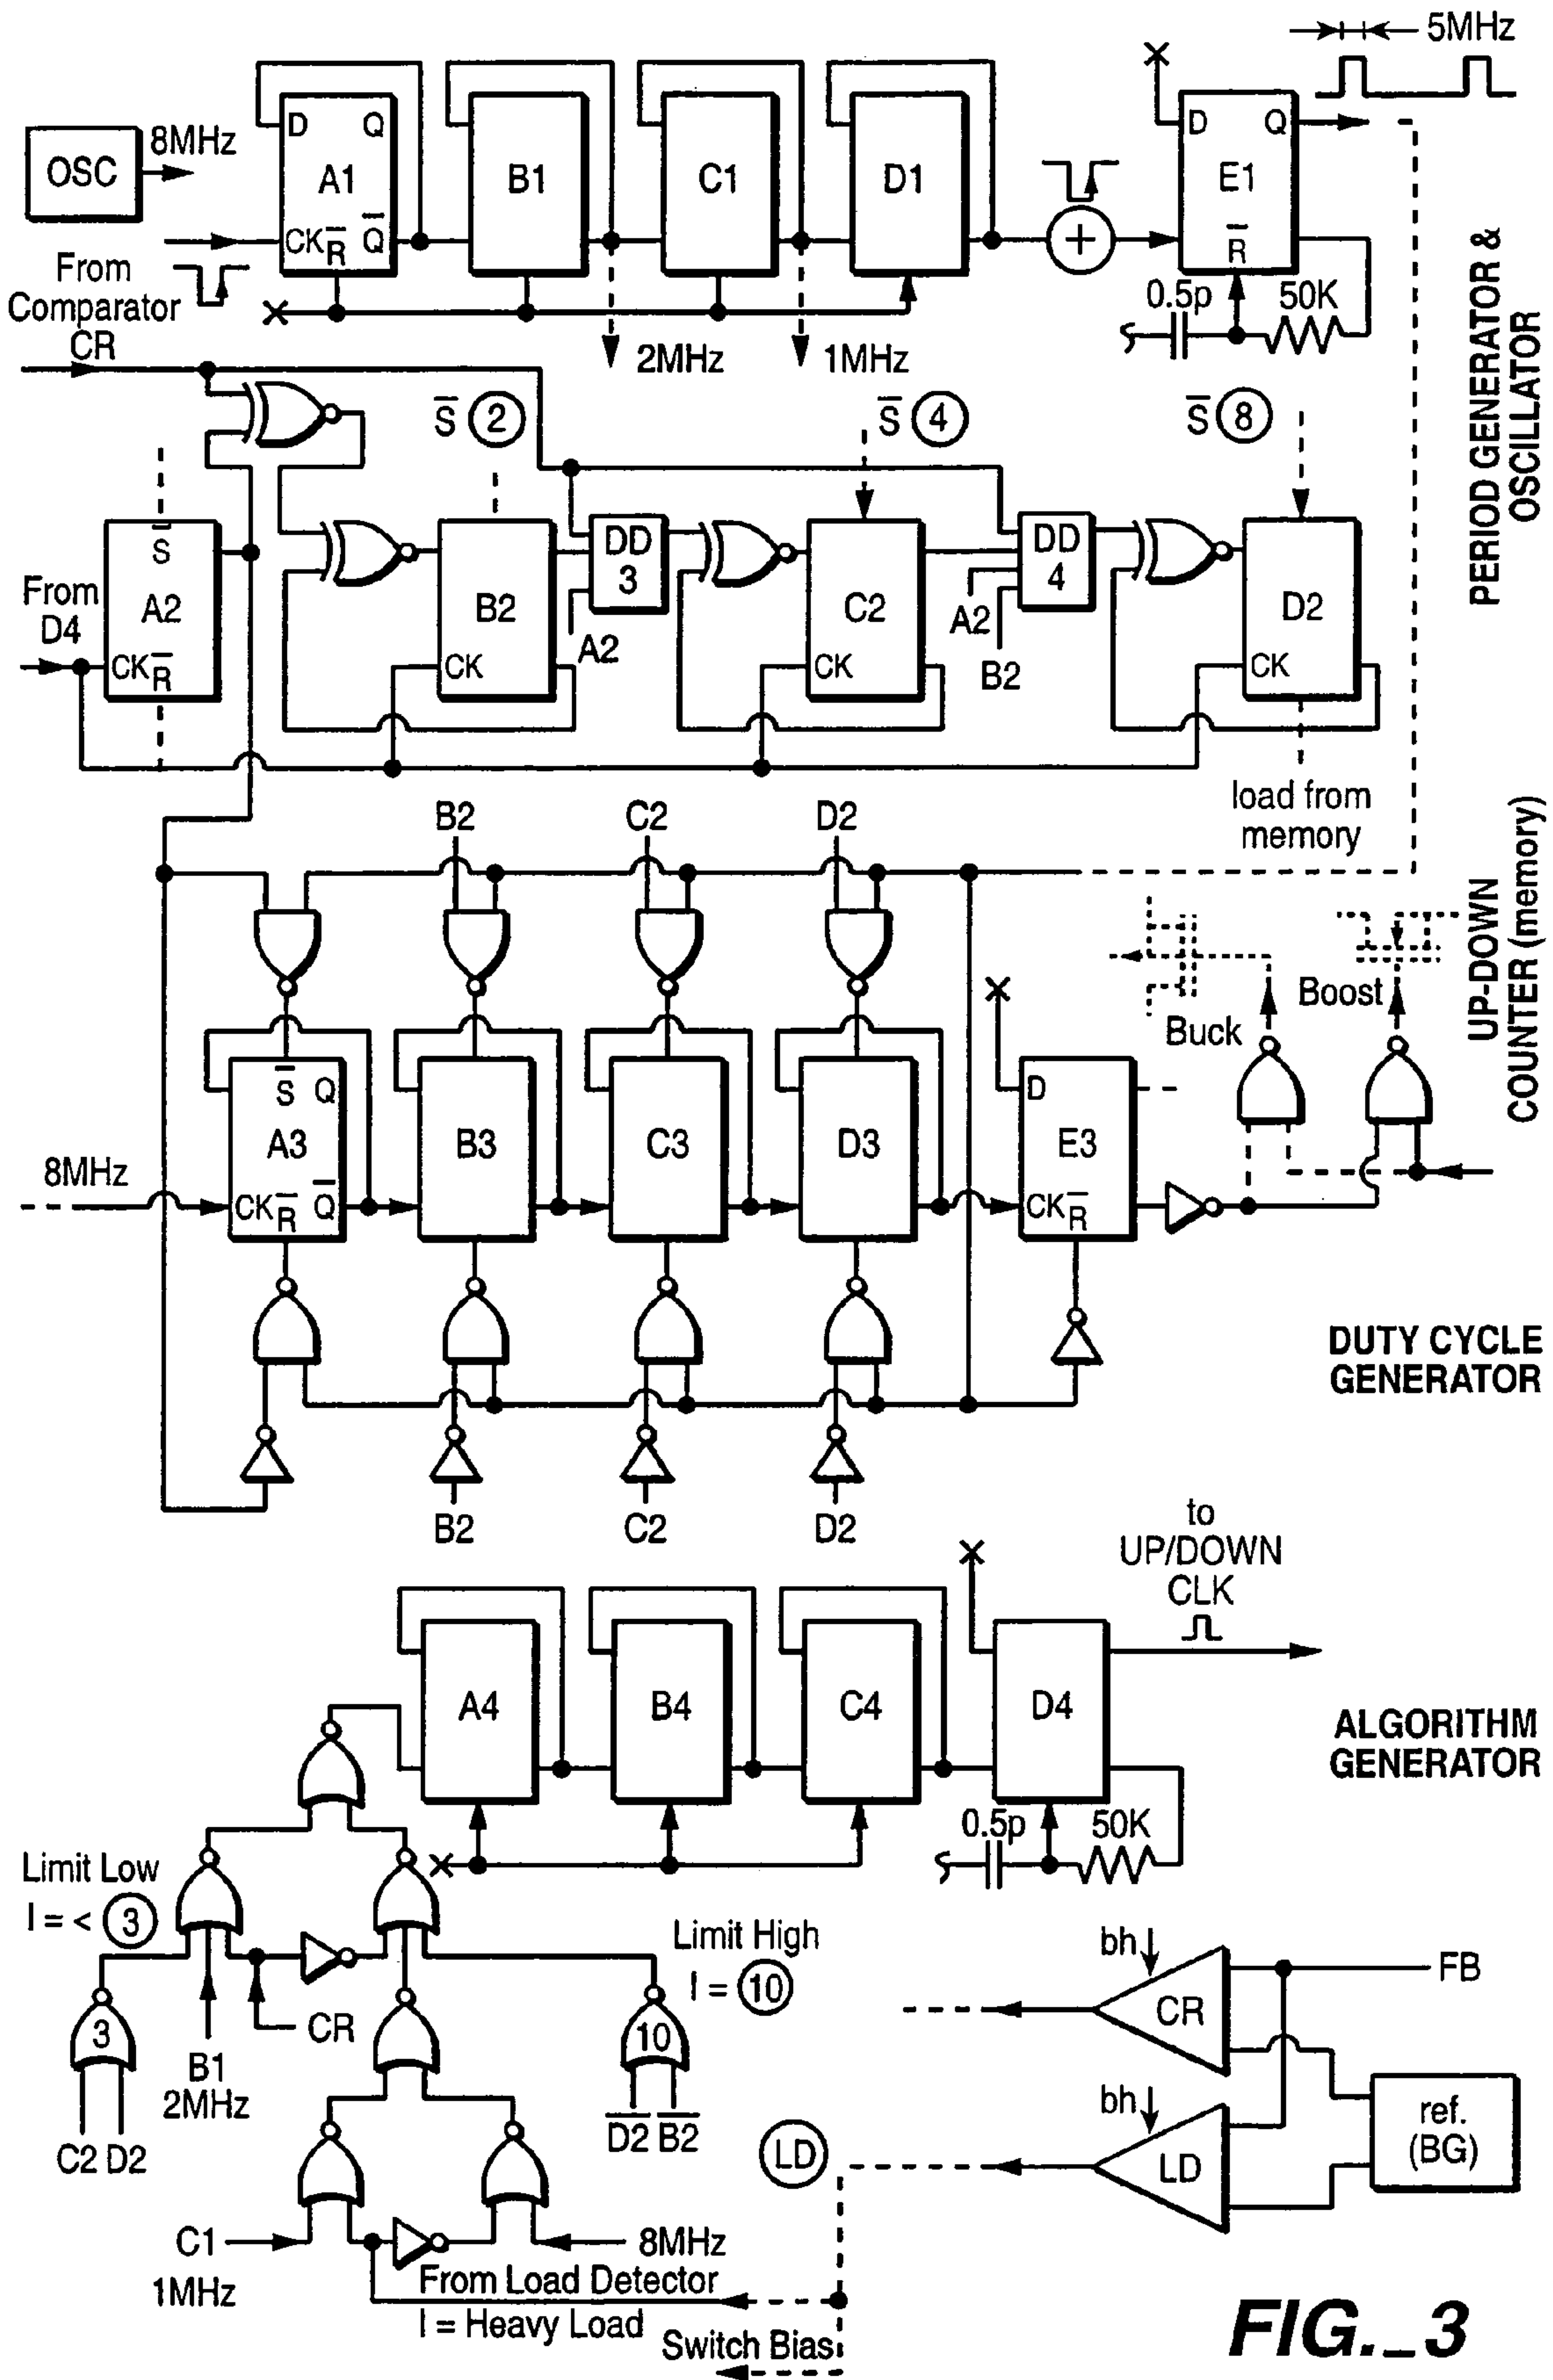 5MHz
OSC
8MHz
D Q
A1
CK R̅ Q̅
B1
C1
D1
D Q
E1
R̅
0.5p
50K
From
Comparator
CR
2MHz
1MHz
PERIOD GENERATOR &
OSCILLATOR
S̅ 2
S̅ 4
S̅ 8
From
D4
S̅
A2
CK R̅
B2
CK
DD
3
A2
C2
CK
DD
4
A2
B2
D2
CK
load from
memory
UP-DOWN
COUNTER (memory)
B2
C2
D2
Buck
Boost
8MHz
S̅ Q
A3
CK R̅ Q̅
B3
C3
D3
D
E3
CK R̅
DUTY CYCLE
GENERATOR
B2
C2
D2
to
UP/DOWN
CLK
A4
B4
C4
D4
0.5p
50K
ALGORITHM
GENERATOR
Limit Low
I = < 3
Limit High
I = 10
3
C2 D2
B1
2MHz
CR
10
D̅2̅ B̅2̅
C1
1MHz
8MHz
From Load Detector
I = Heavy Load
Switch Bias
LD
bh
CR
FB
bh
LD
ref.
(BG)
FIG._3